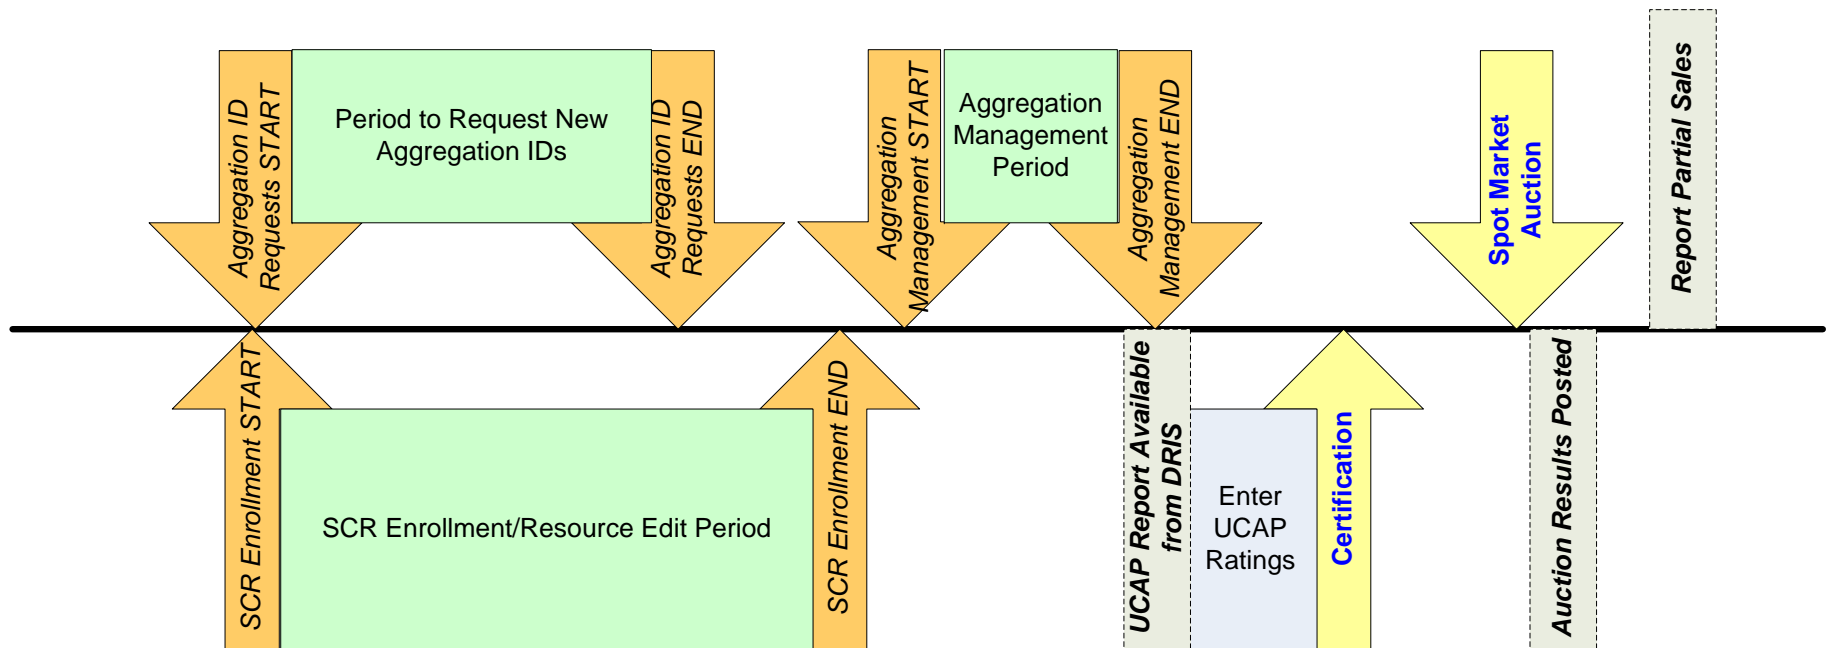 Aggregation ID
Requests START
Period to Request New
Aggregation IDs
Aggregation ID
Requests END
Aggregation
Management START
Aggregation
Management
Period
Aggregation
Management END
Spot Market
Auction
Report Partial Sales
SCR Enrollment START
SCR Enrollment/Resource Edit Period
SCR Enrollment END
UCAP Report Available
from DRIS
Enter
UCAP
Ratings
Certification
Auction Results Posted